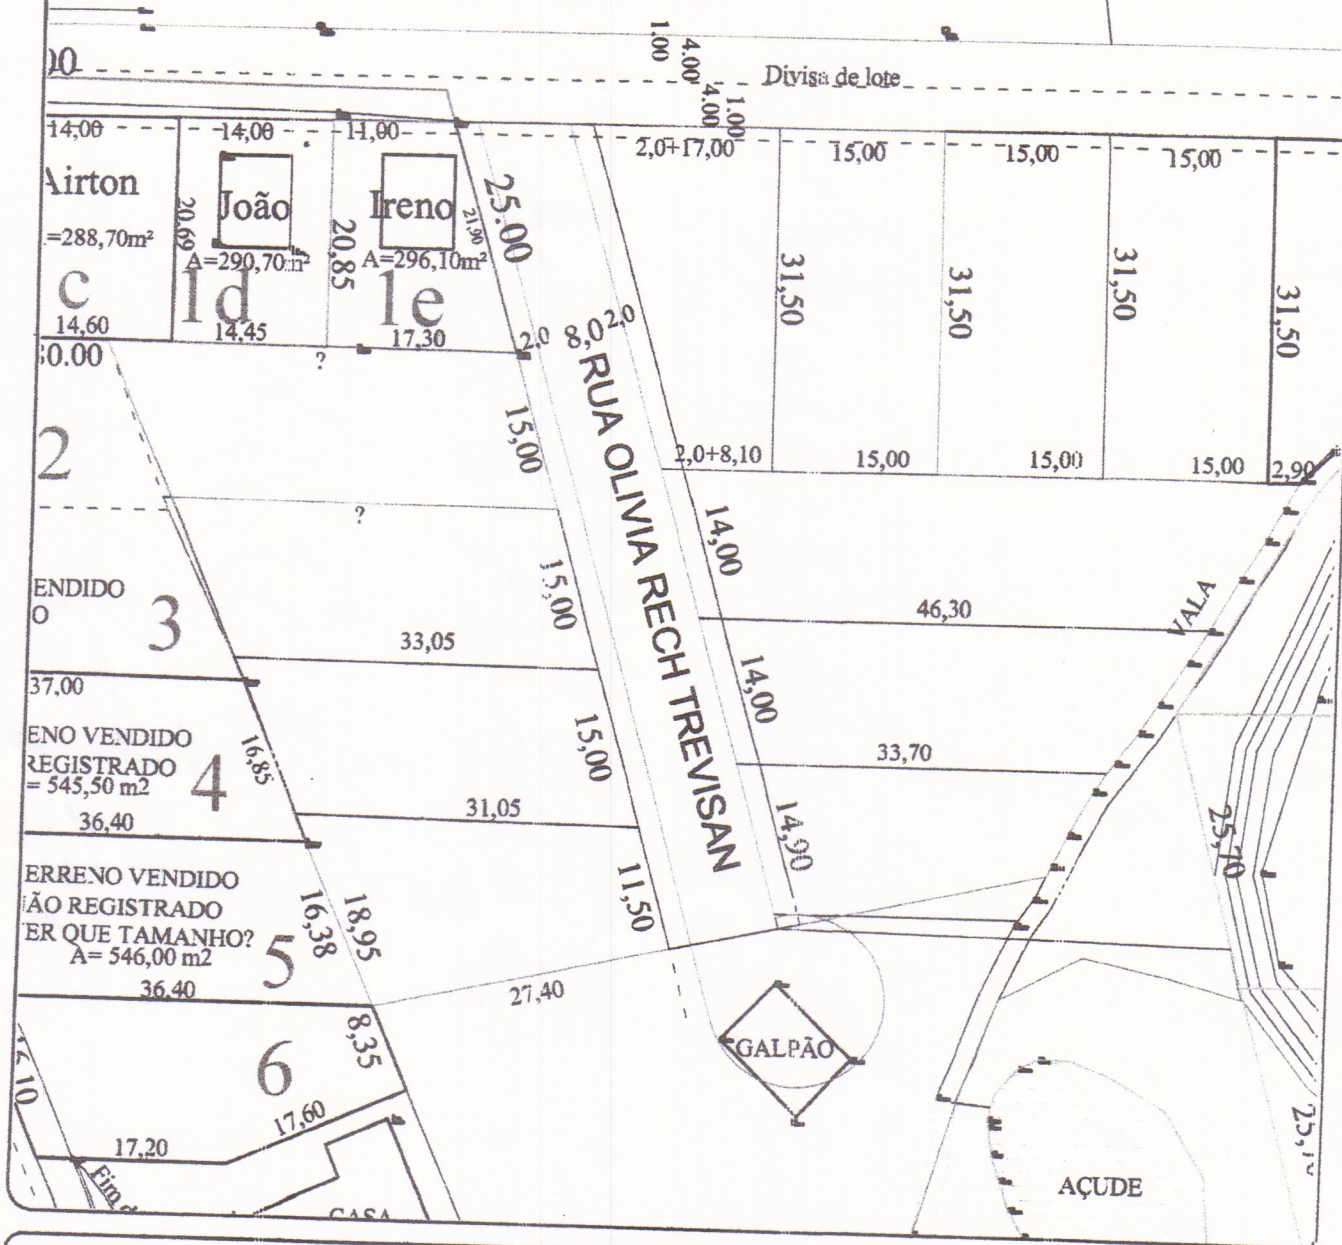 1.00
4.00
4.00
1.00
Divisa de lote
14,00
14,00
11,00
2,0+17,00
15,00
15,00
15,00
Airton
João
Ireno
20,69
20,85
21,90
25.00
=288,70m²
A=290,70m²
A=296,10m²
c
1d
1e
31,50
31,50
31,50
31,50
14,60
14,45
17,30
2,0
8,0
2,0
?
RUA OLIVIA RECH TREVISAN
2
15,00
2,0+8,10
15,00
15,00
15,00
2,90
?
14,00
ENDIDO
O
3
15,00
46,30
VALA
33,05
37,00
14,00
ENO VENDIDO
REGISTRADO
= 545,50 m2
4
16,85
15,00
33,70
36,40
31,05
14,90
25,70
ERRENO VENDIDO
ÃO REGISTRADO
ER QUE TAMANHO?
A= 546,00 m2
5
16,38
18,95
11,50
36,40
27,40
8,35
6
GALPÃO
17,60
17,20
Fim
CASA
AÇUDE